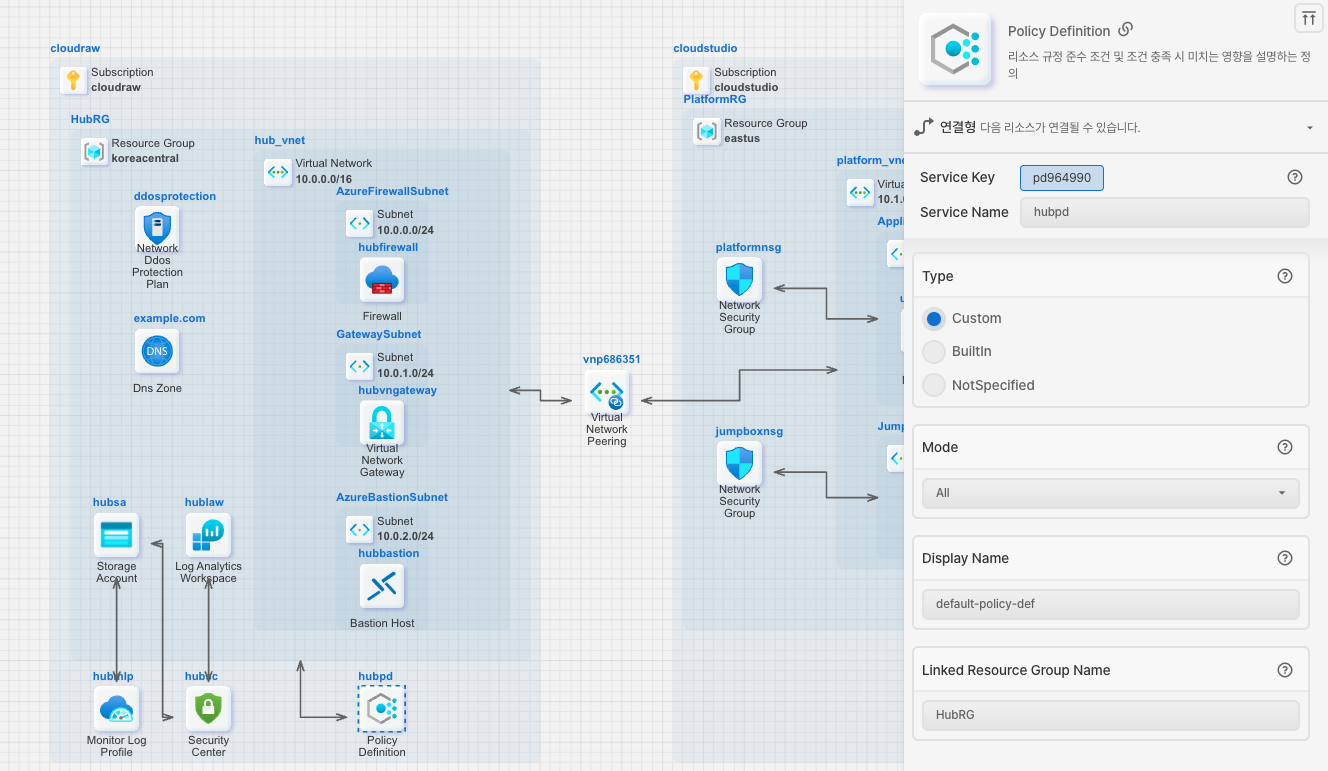 cloudraw
Subscription
cloudraw
HubRG
Resource Group
koreacentral
ddosprotection
Network
Ddos
Protection
Plan
example.com
DNS
Dns Zone
hub_vnet
Virtual Network
10.0.0.0/16
AzureFirewallSubnet
Subnet
10.0.0.0/24
hubfirewall
Firewall
GatewaySubnet
Subnet
10.0.1.0/24
hubvngateway
Virtual
Network
Gateway
AzureBastionSubnet
Subnet
10.0.2.0/24
hubbastion
Bastion Host
hubsa
Storage
Account
hublaw
Log Analytics
Workspace
Monitor Log
Profile
Security
Center
hubpd
Policy
Definition
vnp686351
Virtual
Network
Peering
cloudstudio
Subscription
cloudstudio
PlatformRG
Resource Group
eastus
platformnsg
Network
Security
Group
jumpboxnsg
Network
Security
Group
platform_vne
Virtua
10.1.
Appli
Jump
Policy Definition
리소스 규정 준수 조건 및 조건 충족 시 미치는 영향을 설명하는 정
의
연결형 다음 리소스가 연결될 수 있습니다.
Service Key
pd964990
Service Name
hubpd
Type
Custom
BuiltIn
NotSpecified
Mode
All
Display Name
default-policy-def
Linked Resource Group Name
HubRG